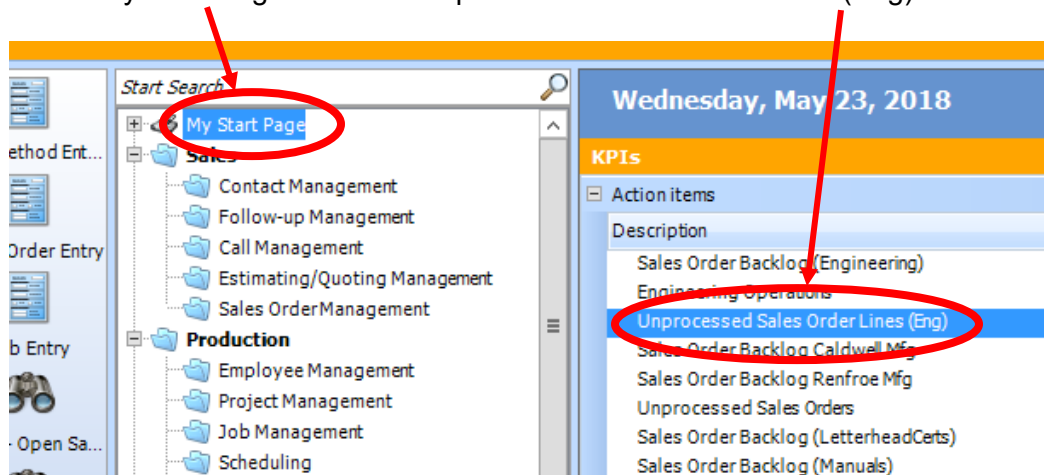 Start Search
My Start Page
Sales
Contact Management
Follow-up Management
Call Management
Estimating/Quoting Management
Sales Order Management
Production
Employee Management
Project Management
Job Management
Scheduling
ethod Ent...
Order Entry
b Entry
- Open Sa...
Wednesday, May 23, 2018
KPIs
Action items
Description
Sales Order Backlog (Engineering)
Engineering Operations
Unprocessed Sales Order Lines (Eng)
Sales Order Backlog Caldwell Mfg
Sales Order Backlog Renfroe Mfg
Unprocessed Sales Orders
Sales Order Backlog (LetterheadCerts)
Sales Order Backlog (Manuals)